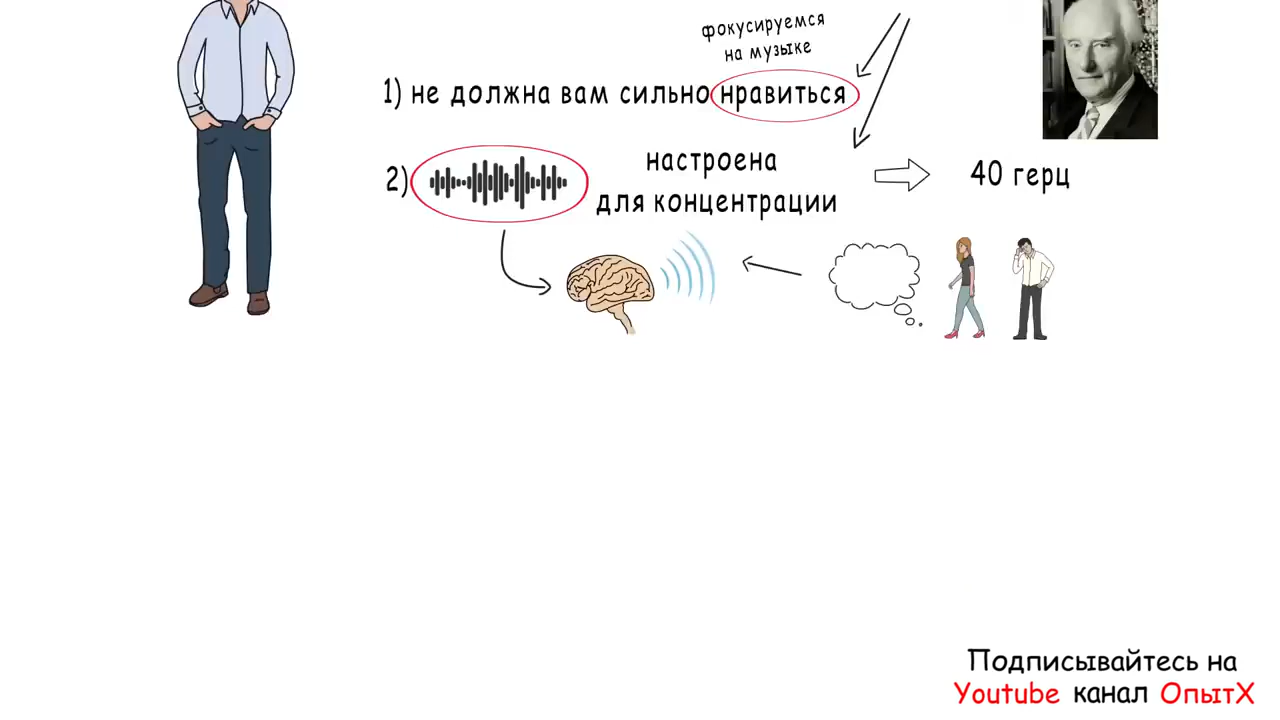 фокусируемся
на музыке
1) не должна вам сильно нравиться
2) настроена
для концентрации
40 герц
Подписывайтесь на
Youtube канал ОпытХ